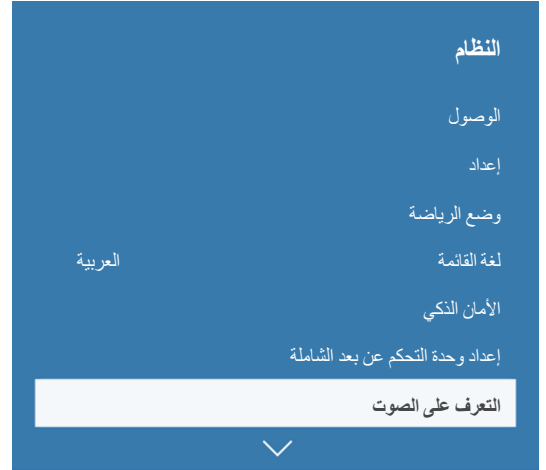 النظام
الوصول
إعداد
وضع الرياضة
لغة القائمة العربية
الأمان الذكي
إعداد وحدة التحكم عن بعد الشاملة
التعرف على الصوت